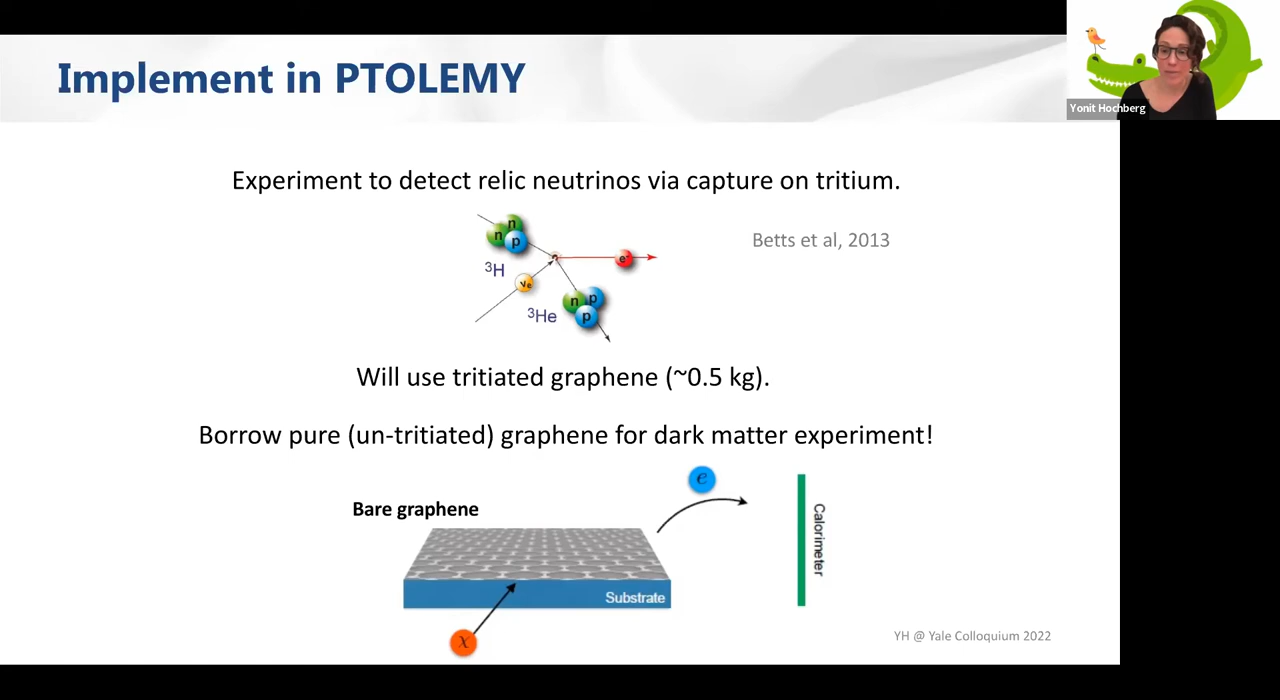 Implement in PTOLEMY
Yonit Hochberg
Experiment to detect relic neutrinos via capture on tritium.
Betts et al, 2013
n
n
p
³H
e⁻
νe
³He
n
p
p
Will use tritiated graphene (~0.5 kg).
Borrow pure (un-tritiated) graphene for dark matter experiment!
e
Bare graphene
Calorimeter
Substrate
χ
YH @ Yale Colloquium 2022